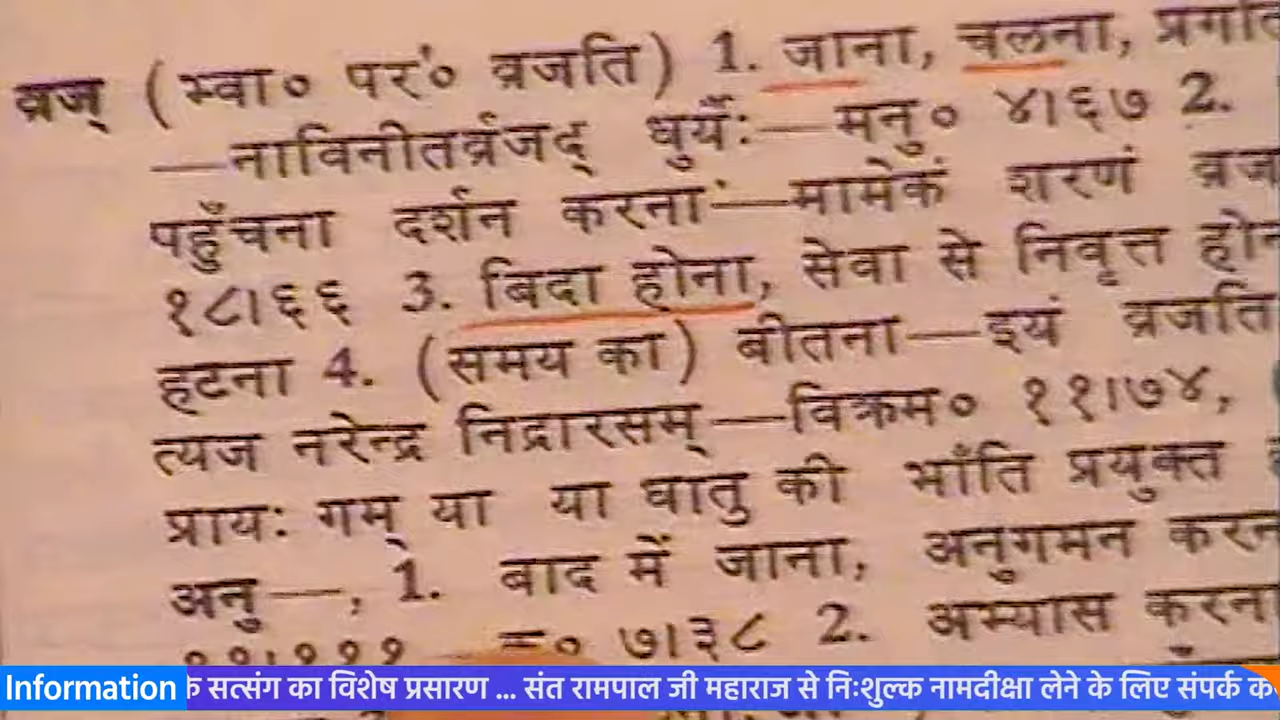 व्रज् (भ्वा० पर० व्रजति) 1. जाना, चलना, प्रगति
—नाविनीतर्व्रजद् धुर्यैः—मनु० ४।६७ 2.
पहुँचना दर्शन करना—मामेकं शरणं व्रज
१८।६६ 3. बिदा होना, सेवा से निवृत्त होन
हटना 4. (समय का) बीतना—इयं व्रजति
त्यज नरेन्द्र निद्रारसम्—विक्रम० ११।७४,
प्रायः गम् या या धातु की भाँति प्रयुक्त
अनु—, 1. बाद में जाना, अनुगमन करन
७।३८ 2. अभ्यास करना
Information के सत्संग का विशेष प्रसारण ... संत रामपाल जी महाराज से निःशुल्क नामदीक्षा लेने के लिए संपर्क क